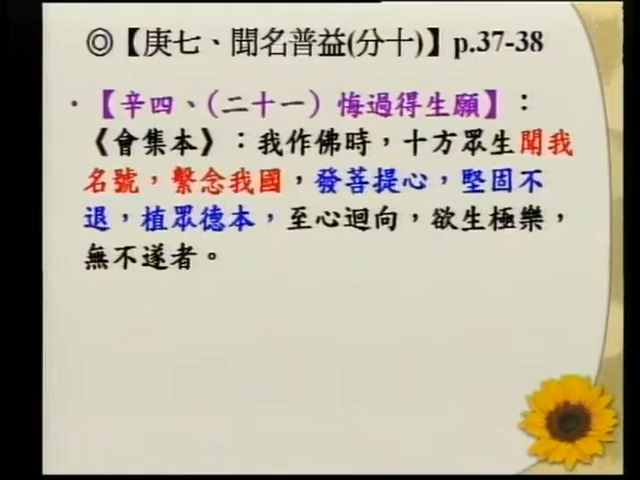 ◎【庚七、聞名普益(分十)】p.37-38
·【辛四、（二十一）悔過得生願】：
《會集本》：我作佛時，十方眾生聞我
名號，繫念我國，發菩提心，堅固不
退，植眾德本，至心迴向，欲生極樂，
無不遂者。